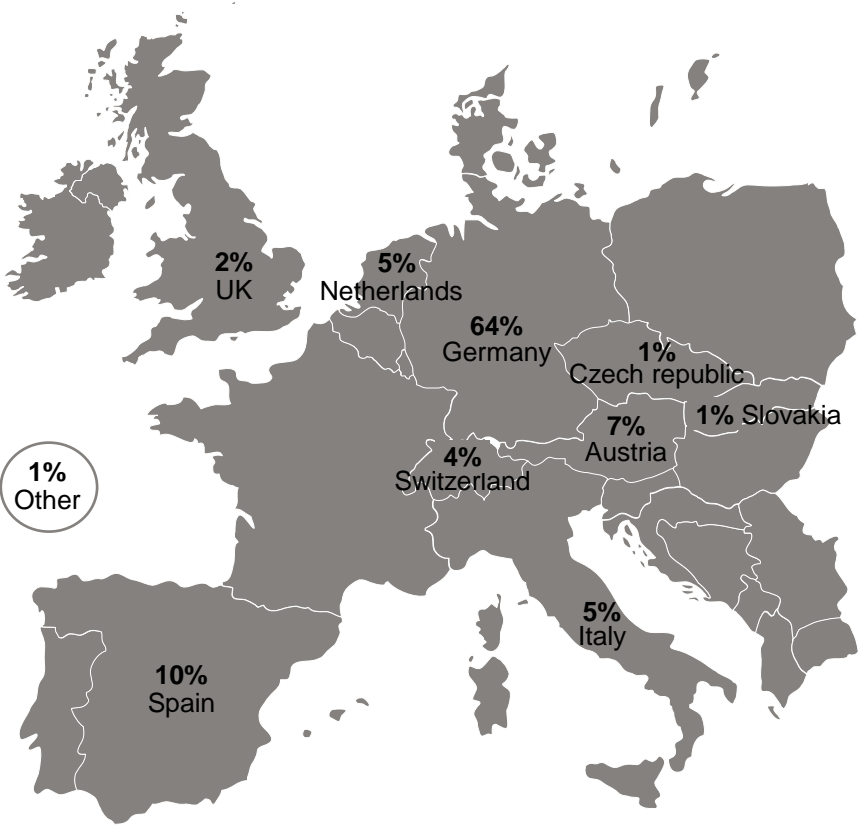 2%
UK
5%
Netherlands
64%
Germany
1%
Czech republic
1% Slovakia
7%
Austria
4%
Switzerland
1%
Other
5%
Italy
10%
Spain